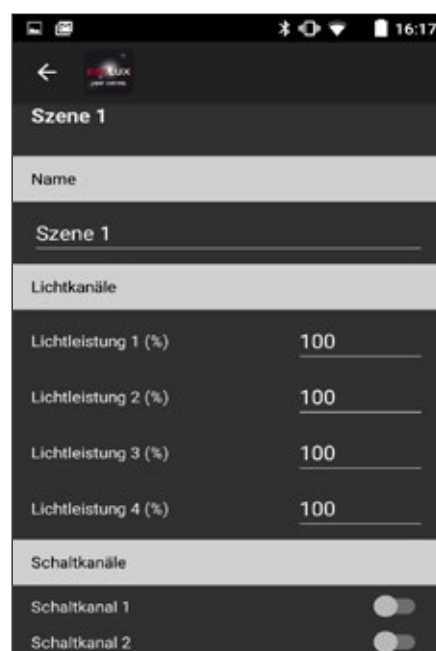 16:17
Szene 1
Name
Szene 1
Lichtkanäle
Lichtleistung 1 (%)
100
Lichtleistung 2 (%)
100
Lichtleistung 3 (%)
100
Lichtleistung 4 (%)
100
Schaltkanäle
Schaltkanal 1
Schaltkanal 2